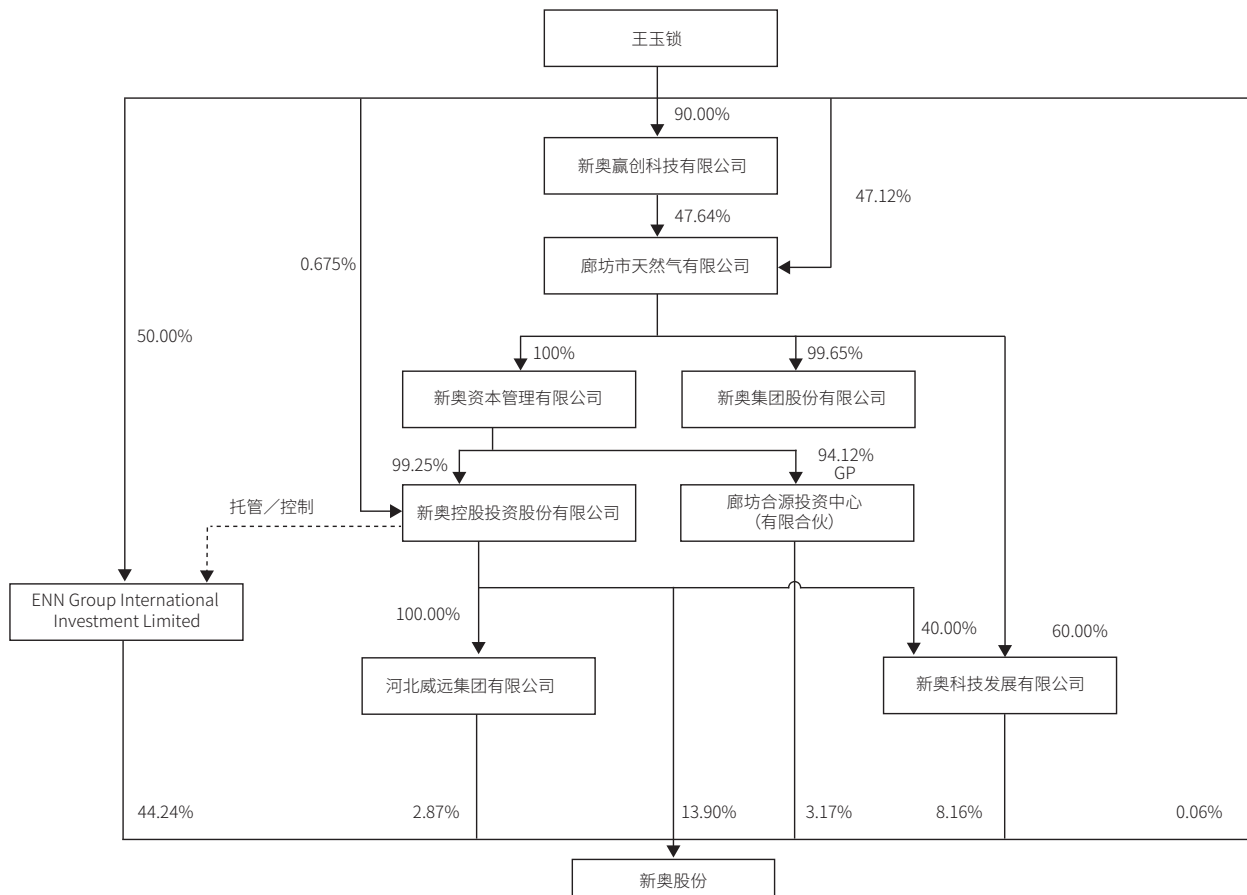 王玉锁
90.00%
新奥赢创科技有限公司
47.12%
47.64%
廊坊市天然气有限公司
0.675%
50.00%
100%
99.65%
新奥资本管理有限公司
新奥集团股份有限公司
99.25%
94.12%
GP
托管／控制
新奥控股投资股份有限公司
廊坊合源投资中心
（有限合伙）
ENN Group International
Investment Limited
100.00%
40.00%
60.00%
河北威远集团有限公司
新奥科技发展有限公司
44.24%
2.87%
13.90%
3.17%
8.16%
0.06%
新奥股份